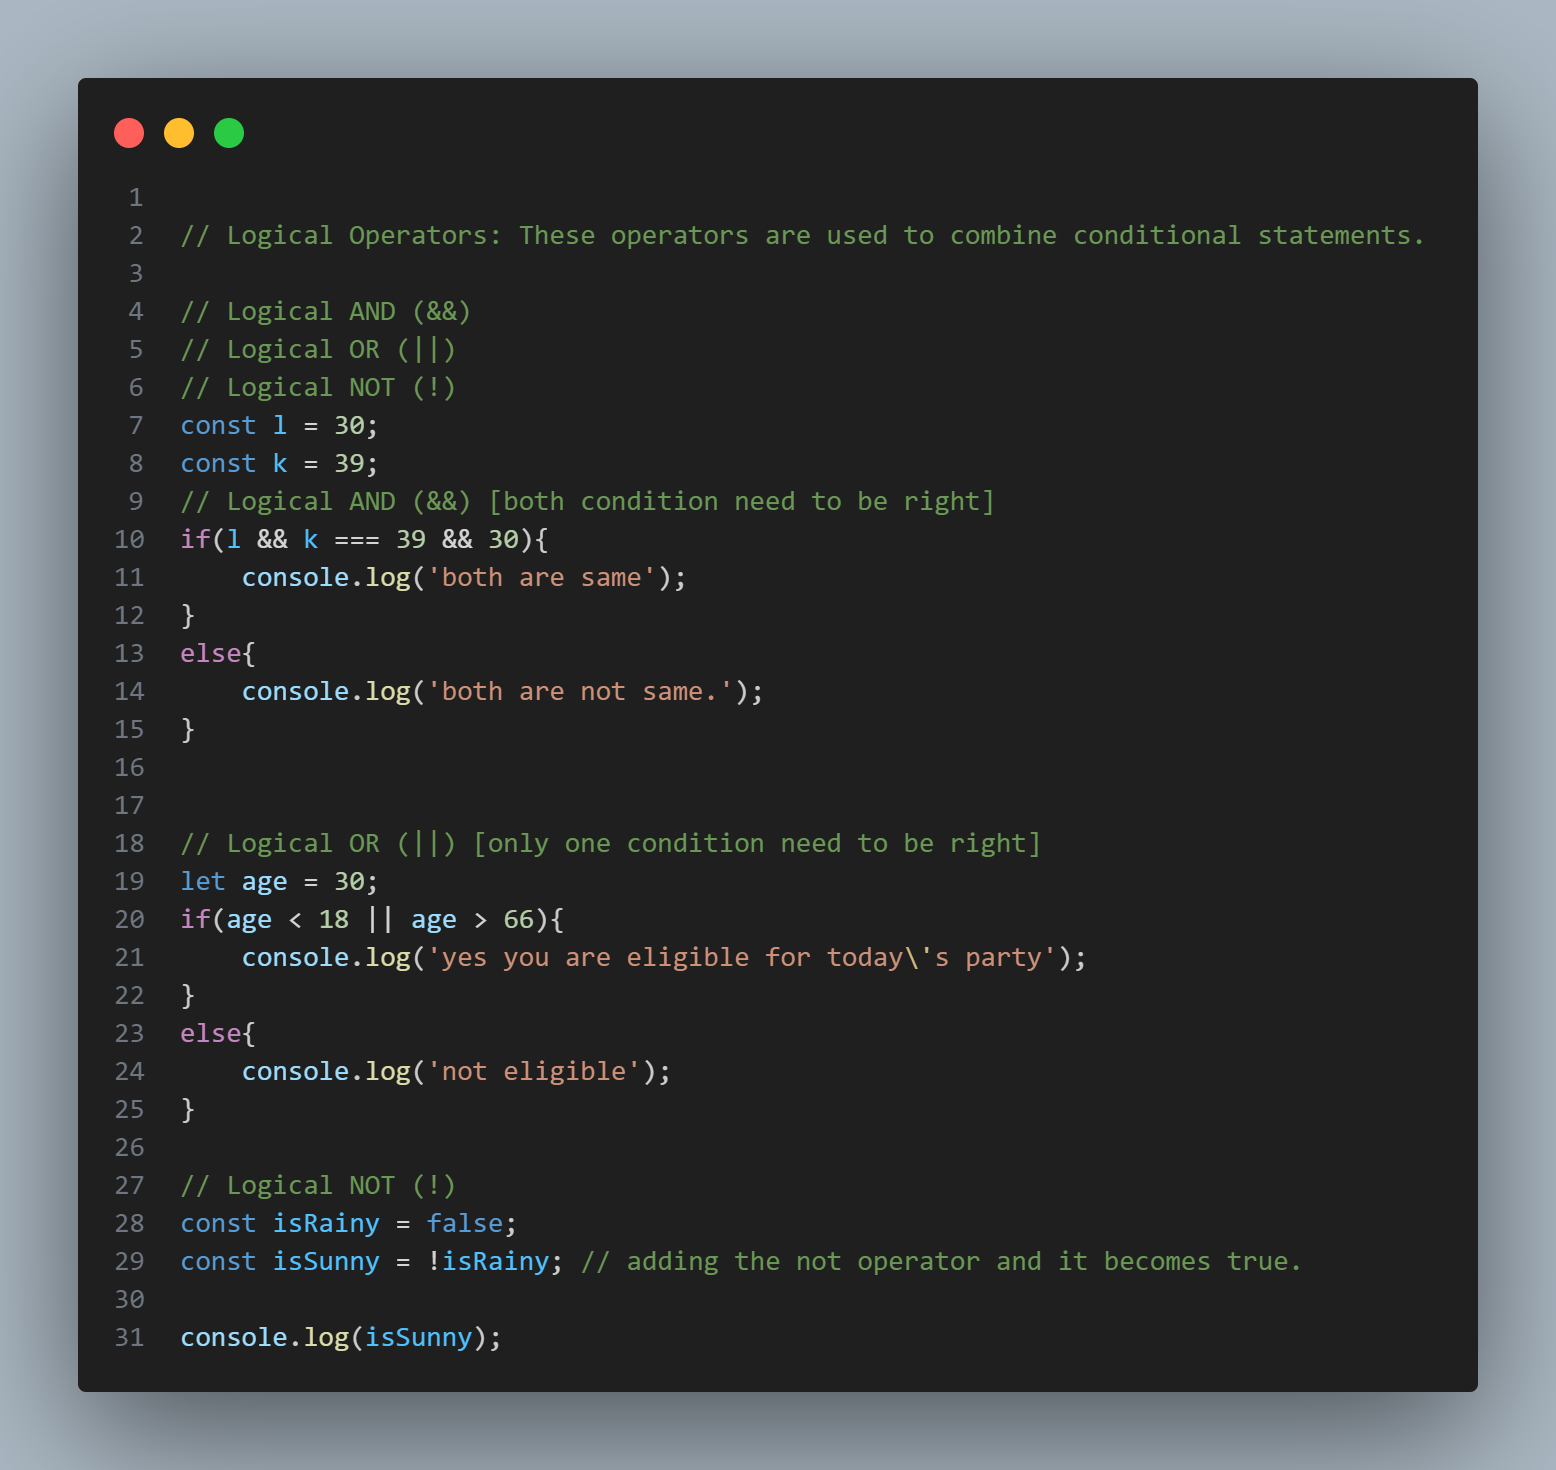 1
2 // Logical Operators: These operators are used to combine conditional statements.
3
4 // Logical AND (&&)
5 // Logical OR (||)
6 // Logical NOT (!)
7 const l = 30;
8 const k = 39;
9 // Logical AND (&&) [both condition need to be right]
10 if(l && k === 39 && 30){
11     console.log('both are same');
12 }
13 else{
14     console.log('both are not same.');
15 }
16
17
18 // Logical OR (||) [only one condition need to be right]
19 let age = 30;
20 if(age < 18 || age > 66){
21     console.log('yes you are eligible for today\'s party');
22 }
23 else{
24     console.log('not eligible');
25 }
26
27 // Logical NOT (!)
28 const isRainy = false;
29 const isSunny = !isRainy; // adding the not operator and it becomes true.
30
31 console.log(isSunny);